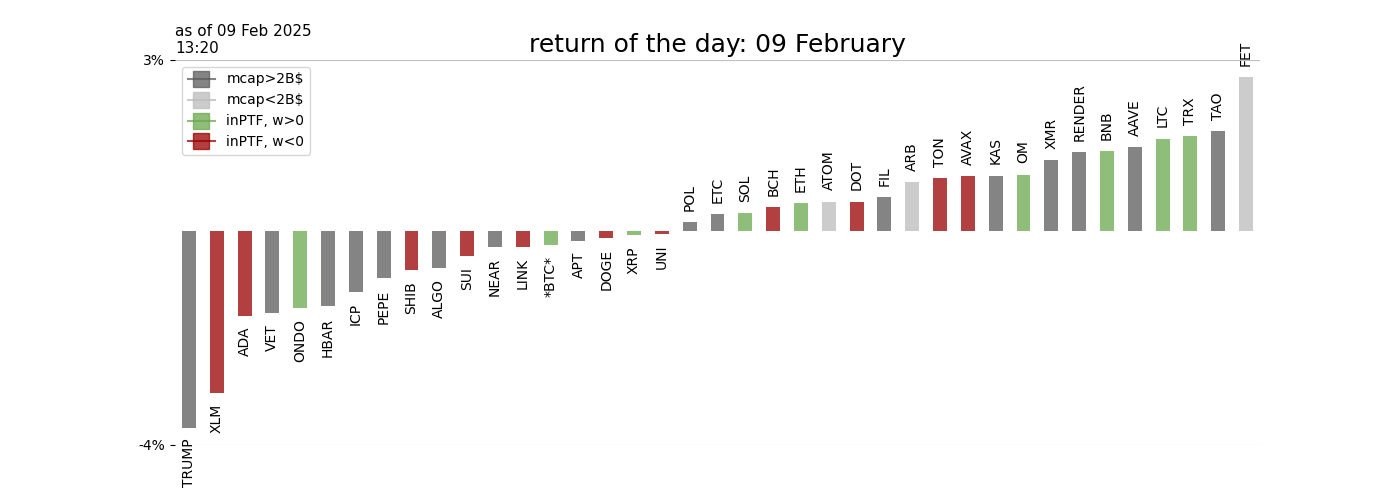 as of 09 Feb 2025
13:20
return of the day: 09 February
3%
mcap>2B$
mcap<2B$
inPTF, w>0
inPTF, w<0
-4%
TRUMP
XLM
ADA
VET
ONDO
HBAR
ICP
PEPE
SHIB
ALGO
SUI
NEAR
LINK
*BTC*
APT
DOGE
XRP
UNI
POL
ETC
SOL
BCH
ETH
ATOM
DOT
FIL
ARB
TON
AVAX
KAS
OM
XMR
RENDER
BNB
AAVE
LTC
TRX
TAO
FET